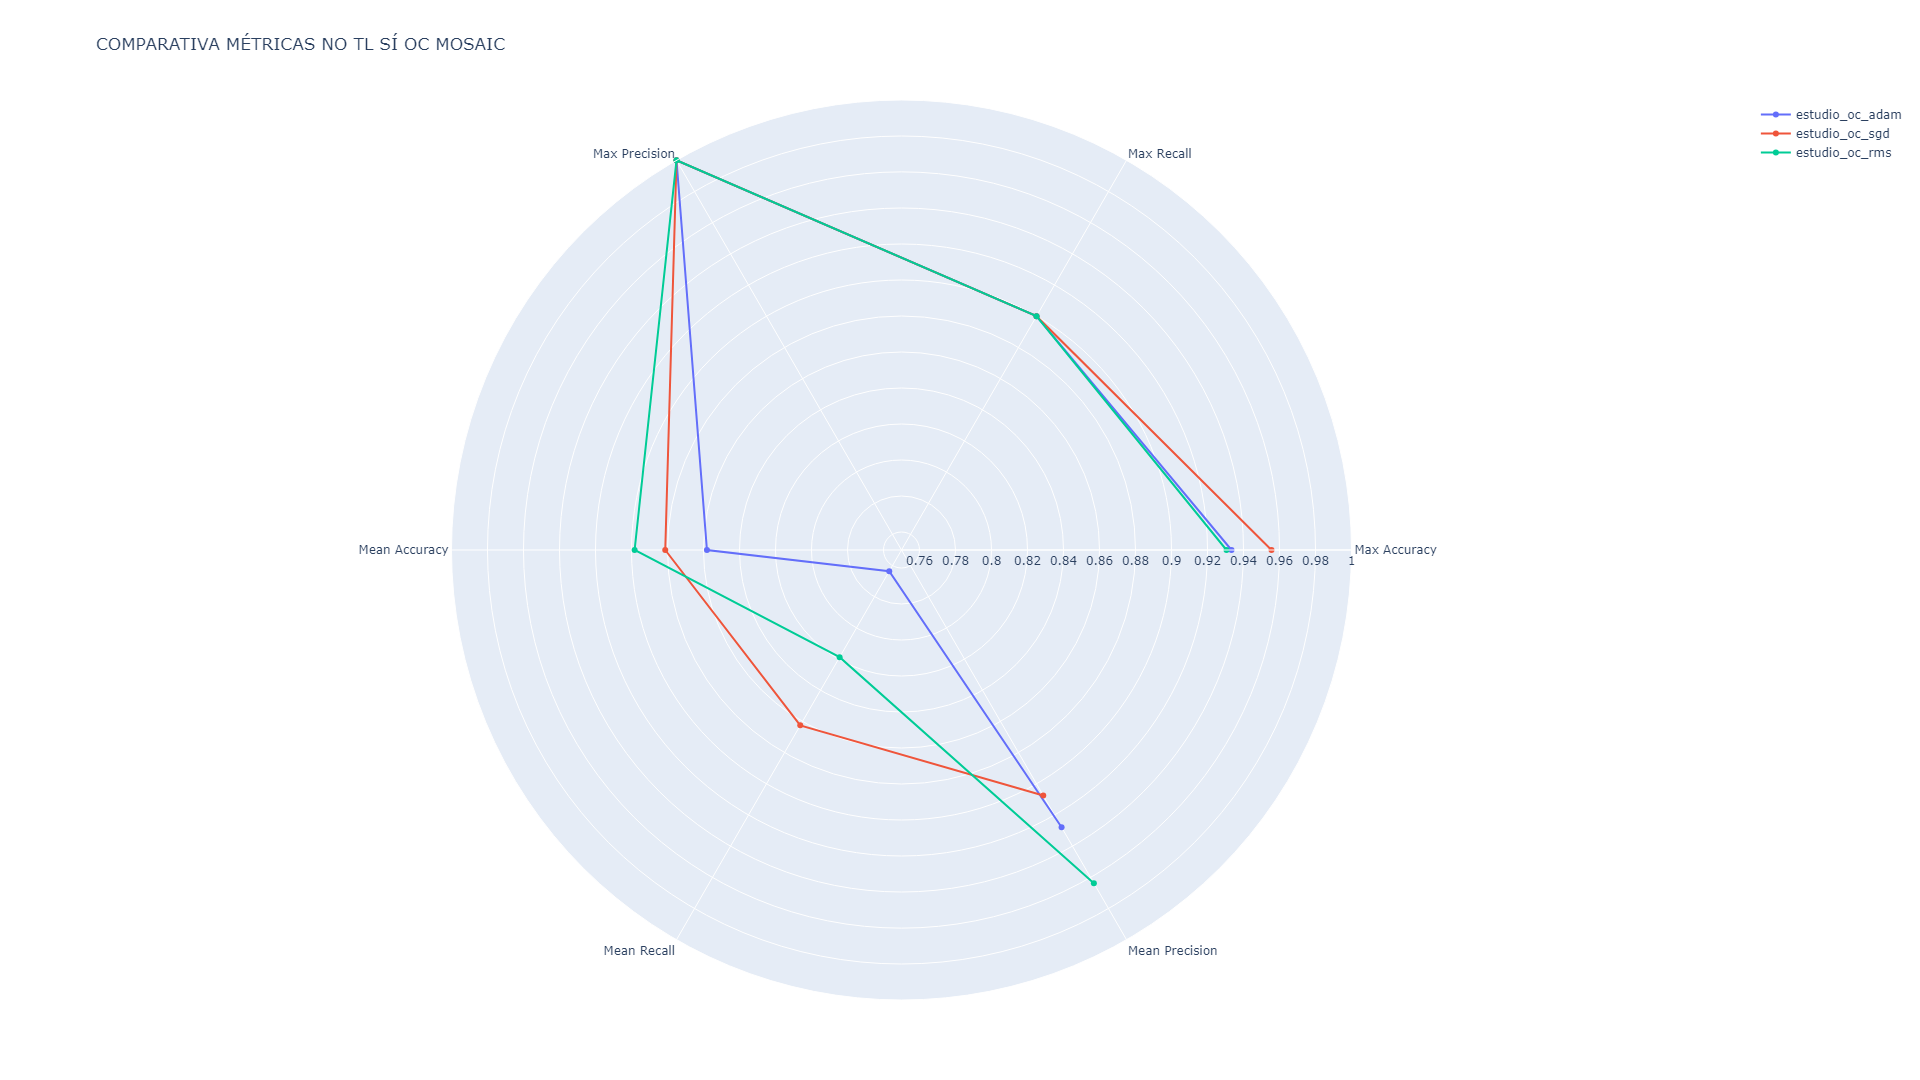 COMPARATIVA MÉTRICAS NO TL SÍ OC MOSAIC
estudio_oc_adam
estudio_oc_sgd
estudio_oc_rms
Max Precision
Max Recall
Mean Accuracy
Max Accuracy
0.76 0.78 0.8 0.82 0.84 0.86 0.88 0.9 0.92 0.94 0.96 0.98 1
Mean Recall
Mean Precision